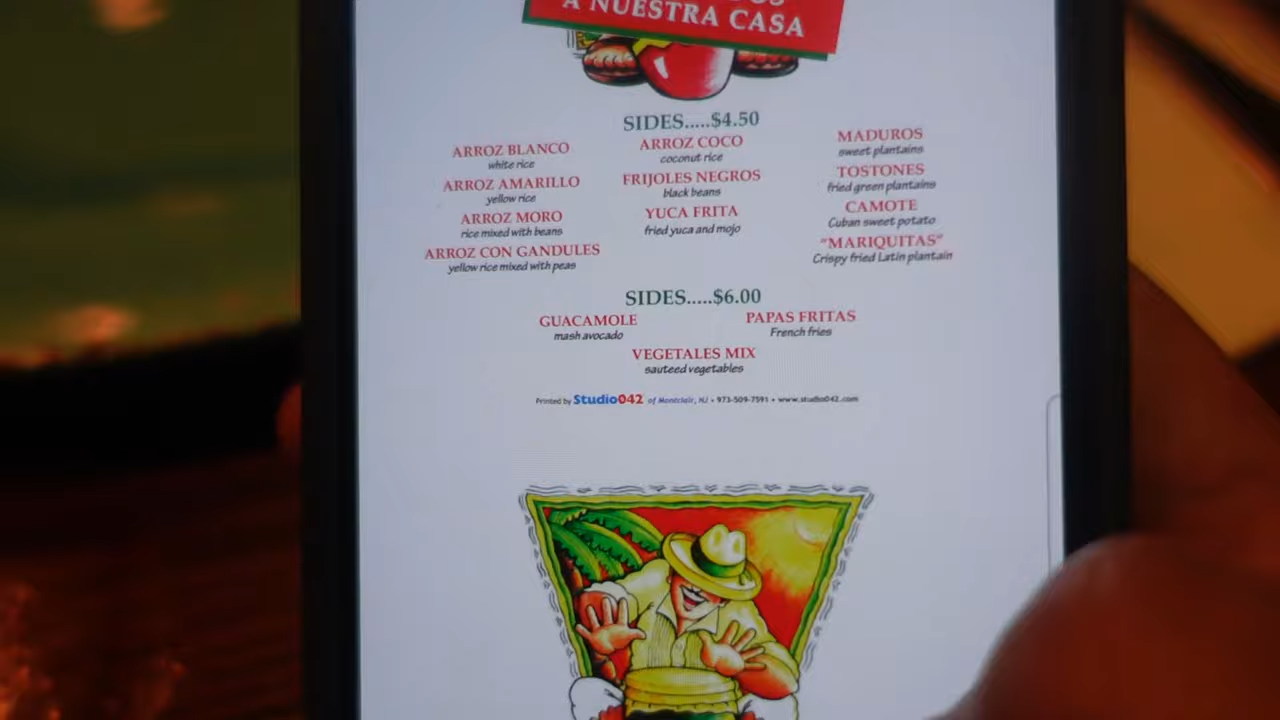 A NUESTRA CASA
SIDES.....$4.50
ARROZ BLANCO
white rice
ARROZ AMARILLO
yellow rice
ARROZ MORO
rice mixed with beans
ARROZ CON GANDULES
yellow rice mixed with peas
ARROZ COCO
coconut rice
FRIJOLES NEGROS
black beans
YUCA FRITA
fried yuca and mojo
MADUROS
sweet plantains
TOSTONES
fried green plantains
CAMOTE
Cuban sweet potato
"MARIQUITAS"
Crispy fried Latin plantain
SIDES.....$6.00
GUACAMOLE
mash avocado
PAPAS FRITAS
French fries
VEGETALES MIX
sauteed vegetables
Printed by Studio042 of Montclair, NJ • 973-509-7591 • www.studio042.com